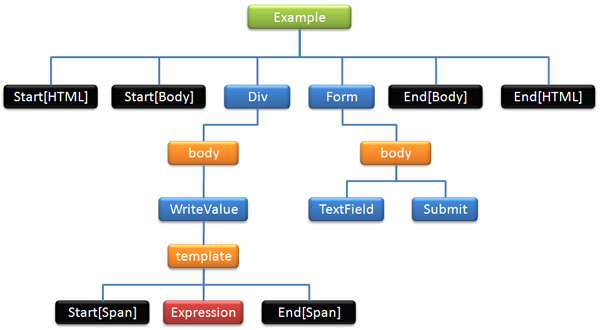 Example
Start[HTML]
Start[Body]
Div
Form
End[Body]
End[HTML]
body
body
WriteValue
TextField
Submit
template
Start[Span]
Expression
End[Span]